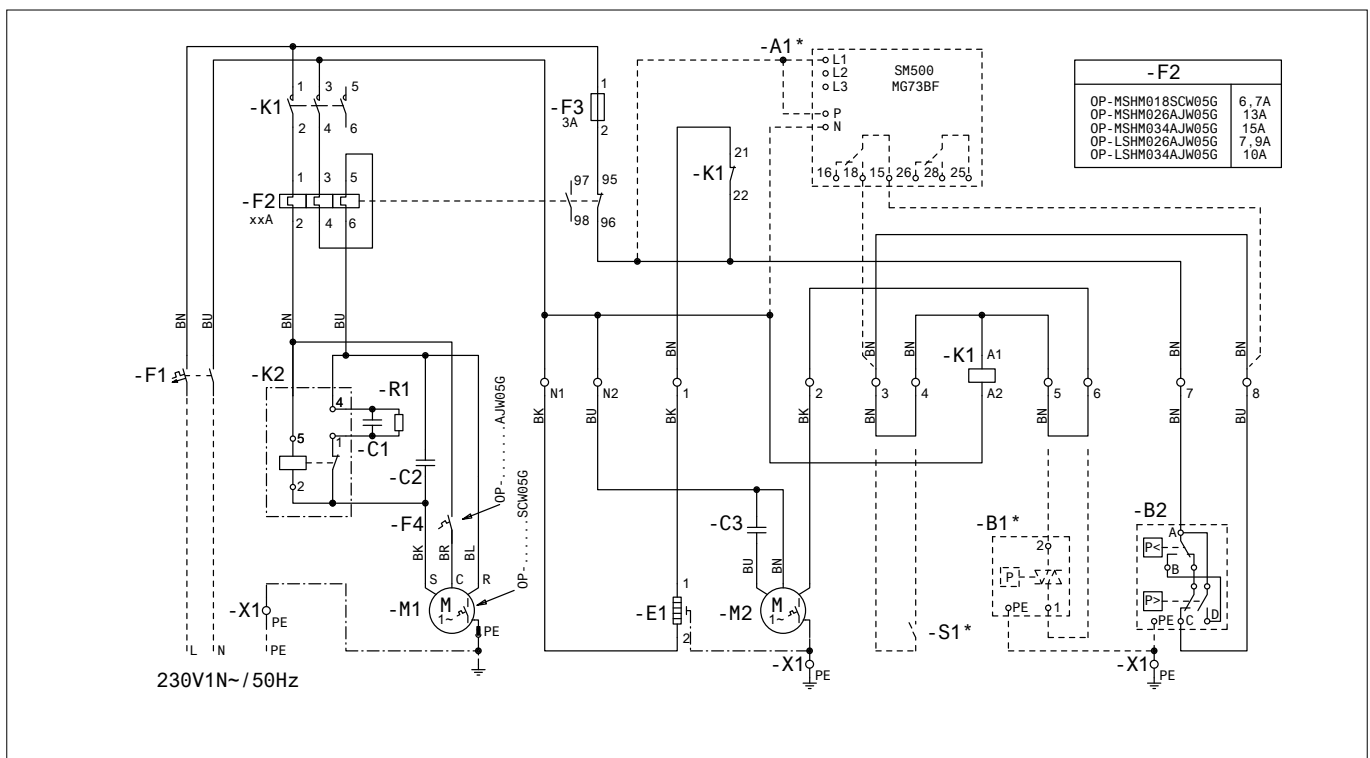 -A1*
L1
L2
L3
P
N
SM500
MG73BF
16 18 15 26 28 25
-F2
OP-MSHM018SCW05G 6,7A
OP-MSHM026AJW05G 13A
OP-MSHM034AJW05G 15A
OP-LSHM026AJW05G 7,9A
OP-LSHM034AJW05G 10A
-K1
1 3 5
2 4 6
-F3
3A
1
2
-K1
21
22
-F2
xxA
1 3 5
2 4 6
97 95
98 96
BN BU BN BU BN BN BN BN BN BN BN
-F1
-K2
4
1
5
2
-R1
-C1
-C2
N1 N2 1 2 3 4 5 6 7 8
-K1
A1
A2
BK BU BK BK BU BN BN BU BN BU
OP-.......AJW05G
OP-......SCW05G
-F4
BK BR BL
S C R
-M1
M
1~
PE
-X1
PE
L N PE
230V1N~/50Hz
-E1
1
2
-C3
BU BN
-M2
M
1~
-X1
PE
-S1*
-B1*
2
P
PE 1
-B2
A
P<
B
P>
PE C D
-X1
PE